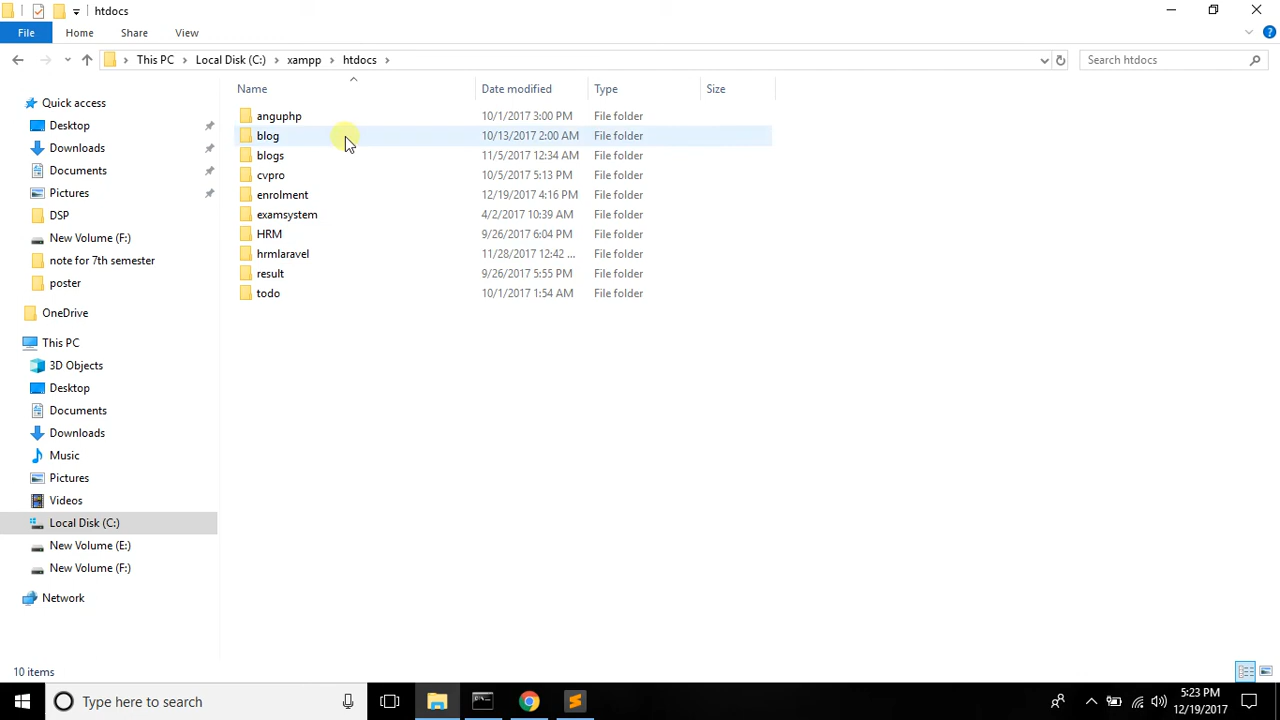 htdocs
File Home Share View
This PC Local Disk (C:) xampp htdocs Search htdocs
Name Date modified Type Size
Quick access
Desktop
Downloads
Documents
Pictures
DSP
New Volume (F:)
note for 7th semester
poster
OneDrive
This PC
3D Objects
Desktop
Documents
Downloads
Music
Pictures
Videos
Local Disk (C:)
New Volume (E:)
New Volume (F:)
Network
anguphp 10/1/2017 3:00 PM File folder
blog 10/13/2017 2:00 AM File folder
blogs 11/5/2017 12:34 AM File folder
cvpro 10/5/2017 5:13 PM File folder
enrolment 12/19/2017 4:16 PM File folder
examsystem 4/2/2017 10:39 AM File folder
HRM 9/26/2017 6:04 PM File folder
hrmlaravel 11/28/2017 12:42 ... File folder
result 9/26/2017 5:55 PM File folder
todo 10/1/2017 1:54 AM File folder
10 items
Type here to search
5:23 PM
12/19/2017